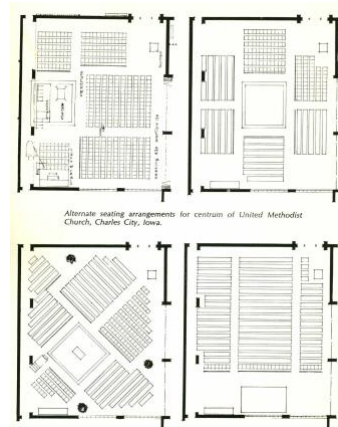 Alternate seating arrangements for centrum of United Methodist
Church, Charles City, Iowa.